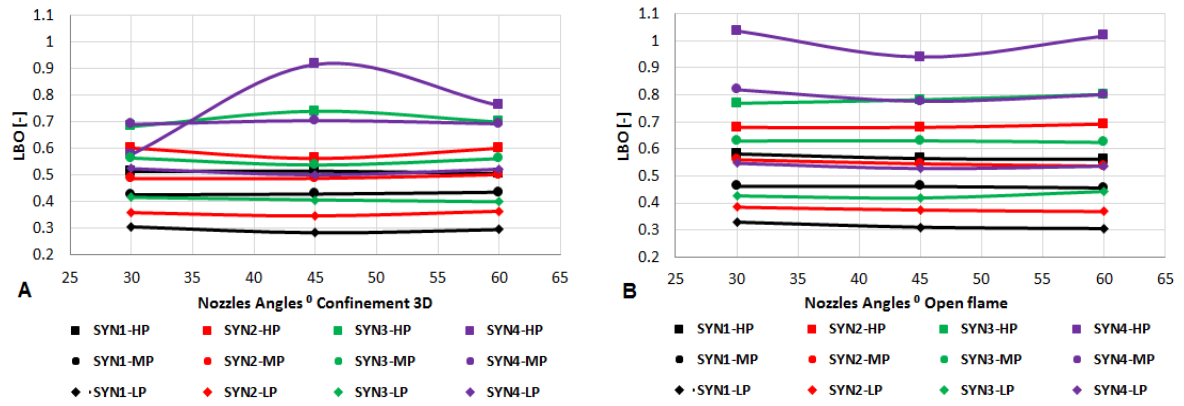 1.1
1
0.9
0.8
0.7
0.6
0.5
0.4
0.3
0.2
LBO [-]
25 30 35 40 45 50 55 60 65
A
Nozzles Angles ⁰ Confinement 3D
SYN1-HP SYN2-HP SYN3-HP SYN4-HP
SYN1-MP SYN2-MP SYN3-MP SYN4-MP
SYN1-LP SYN2-LP SYN3-LP SYN4-LP
1.1
1
0.9
0.8
0.7
0.6
0.5
0.4
0.3
0.2
LBO [-]
25 30 35 40 45 50 55 60 65
B
Nozzles Angles ⁰ Open flame
SYN1-HP SYN2-HP SYN3-HP SYN4-HP
SYN1-MP SYN2-MP SYN3-MP SYN4-MP
SYN1-LP SYN2-LP SYN3-LP SYN4-LP